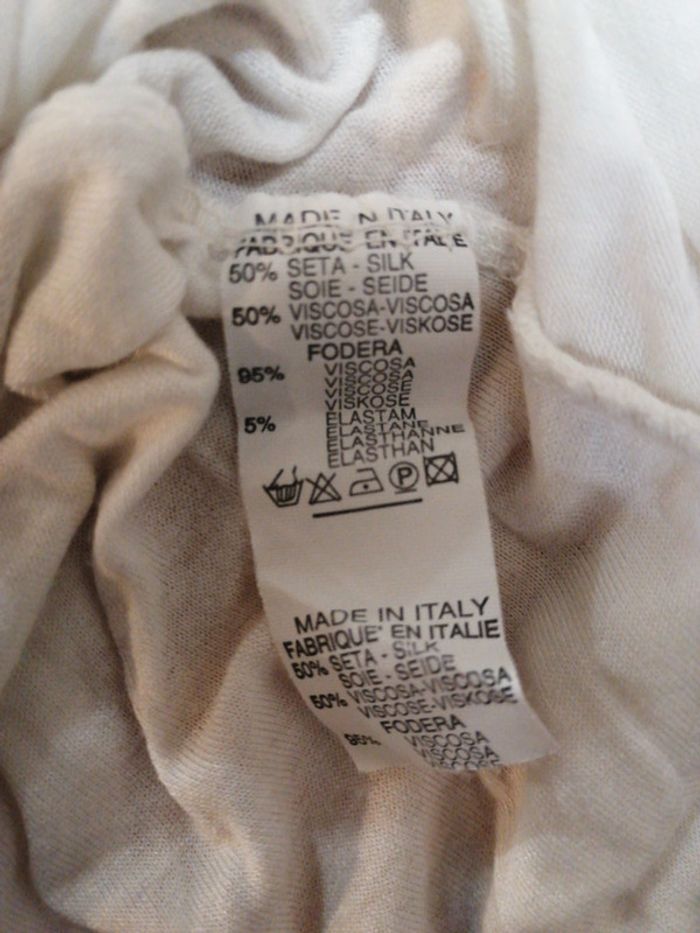 MADE IN ITALY
FABRIQUE EN ITALIE
50% SETA - SILK
SOIE - SEIDE
50% VISCOSA-VISCOSA
VISCOSE-VISKOSE
FODERA
95% VISCOSA
VISCOSA
VISCOSE
VISKOSE
5% ELASTAM
ELASTANE
ELASTHANNE
ELASTHAN
P
MADE IN ITALY
FABRIQUE' EN ITALIE
50% SETA - SILK
SOIE - SEIDE
50% VISCOSA-VISCOSA
VISCOSE-VISKOSE
FODERA
95% VISCOSA
VISCOSA